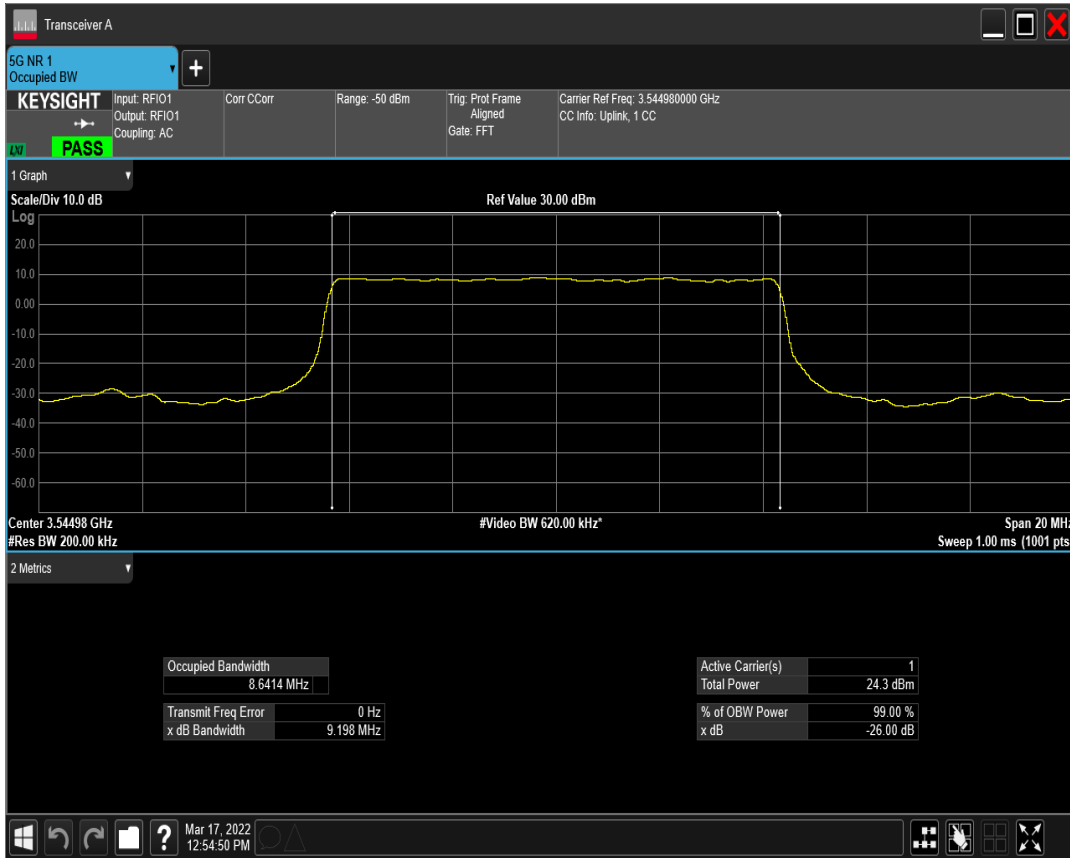 Transceiver A
5G NR 1
Occupied BW
+
KEYSIGHT
Input: RFIO1
Output: RFIO1
Coupling: AC
Corr CCorr
Range: -50 dBm
Trig: Prot Frame
Aligned
Gate: FFT
Carrier Ref Freq: 3.544980000 GHz
CC Info: Uplink, 1 CC
LXI
PASS
1 Graph
Scale/Div 10.0 dB
Ref Value 30.00 dBm
Log
20.0
10.0
0.00
-10.0
-20.0
-30.0
-40.0
-50.0
-60.0
Center 3.54498 GHz
#Video BW 620.00 kHz*
Span 20 MHz
#Res BW 200.00 kHz
Sweep 1.00 ms (1001 pts
2 Metrics
Occupied Bandwidth
8.6414 MHz
Transmit Freq Error 0 Hz
x dB Bandwidth 9.198 MHz
Active Carrier(s) 1
Total Power 24.3 dBm
% of OBW Power 99.00 %
x dB -26.00 dB
?
Mar 17, 2022
12:54:50 PM